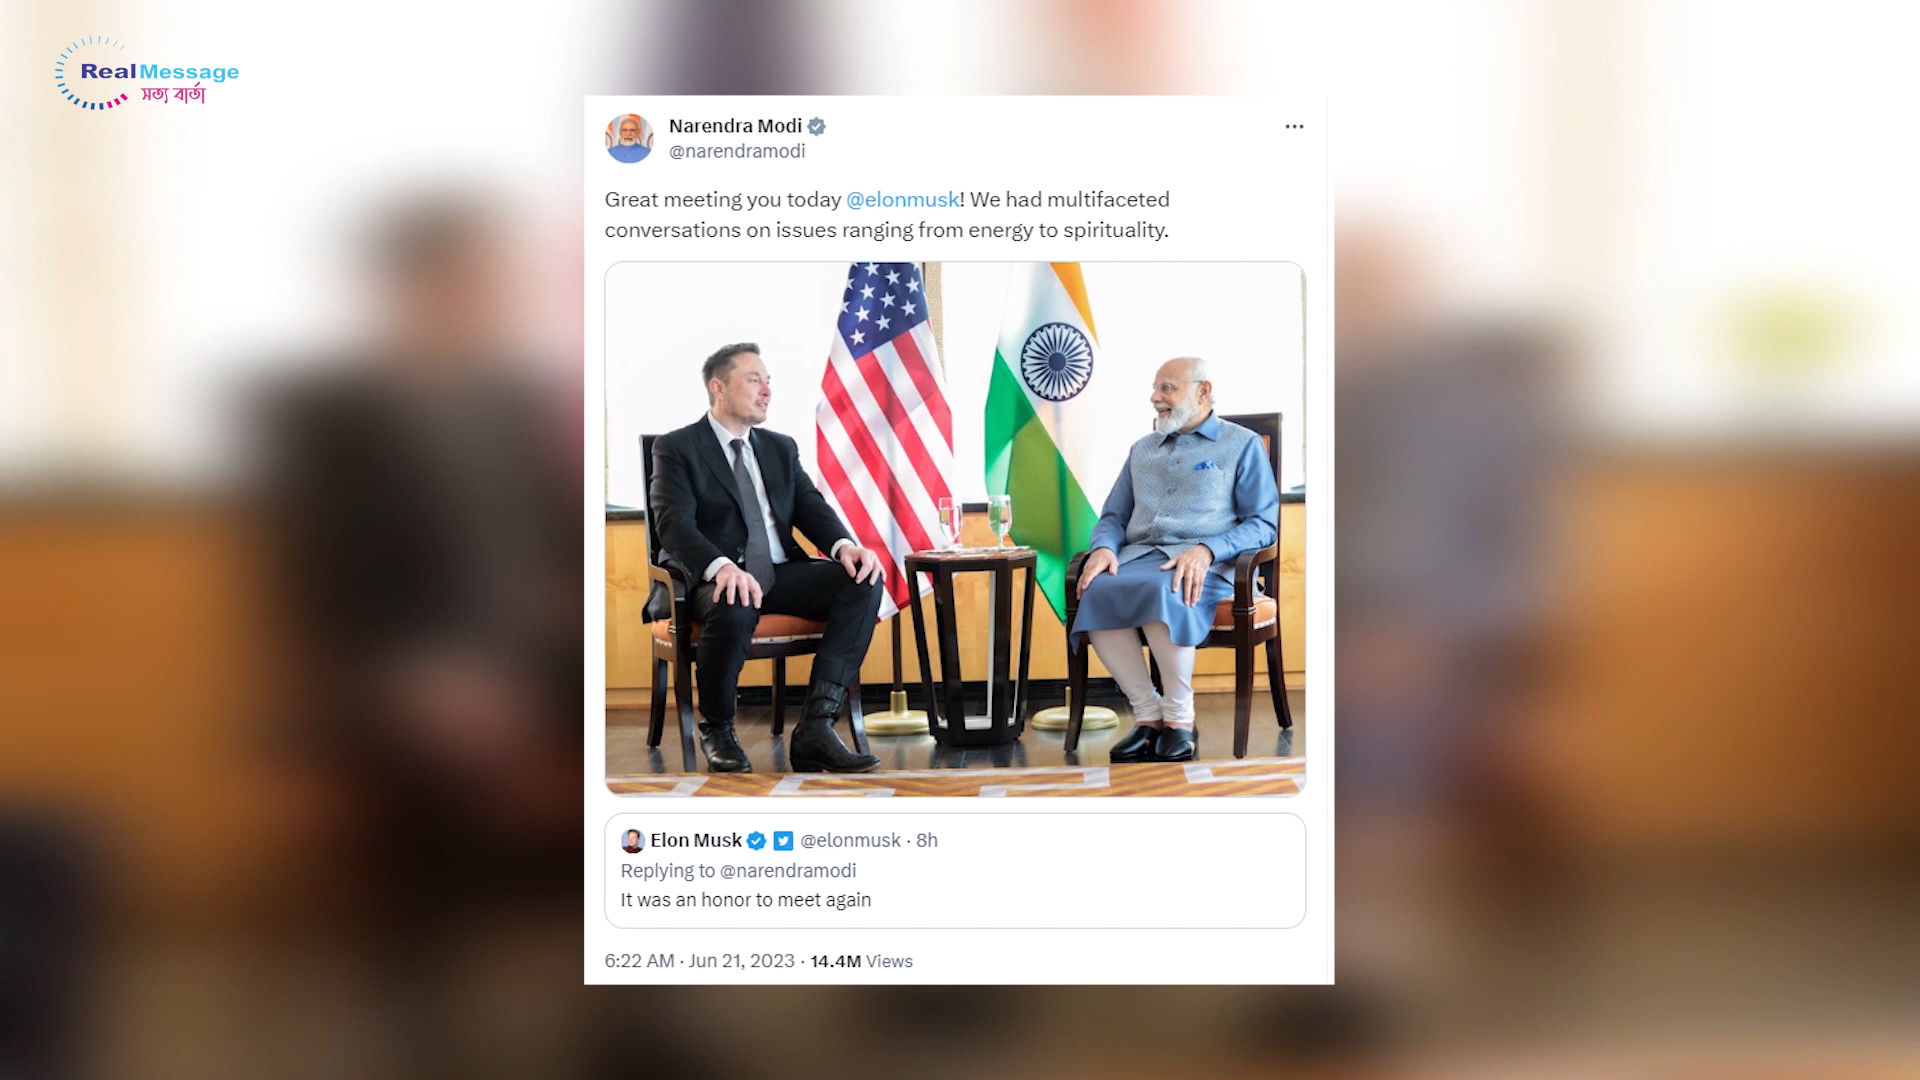 RealMessage
সত্য বার্তা
Narendra Modi
@narendramodi
Great meeting you today @elonmusk! We had multifaceted
conversations on issues ranging from energy to spirituality.
Elon Musk @elonmusk · 8h
Replying to @narendramodi
It was an honor to meet again
6:22 AM · Jun 21, 2023 · 14.4M Views